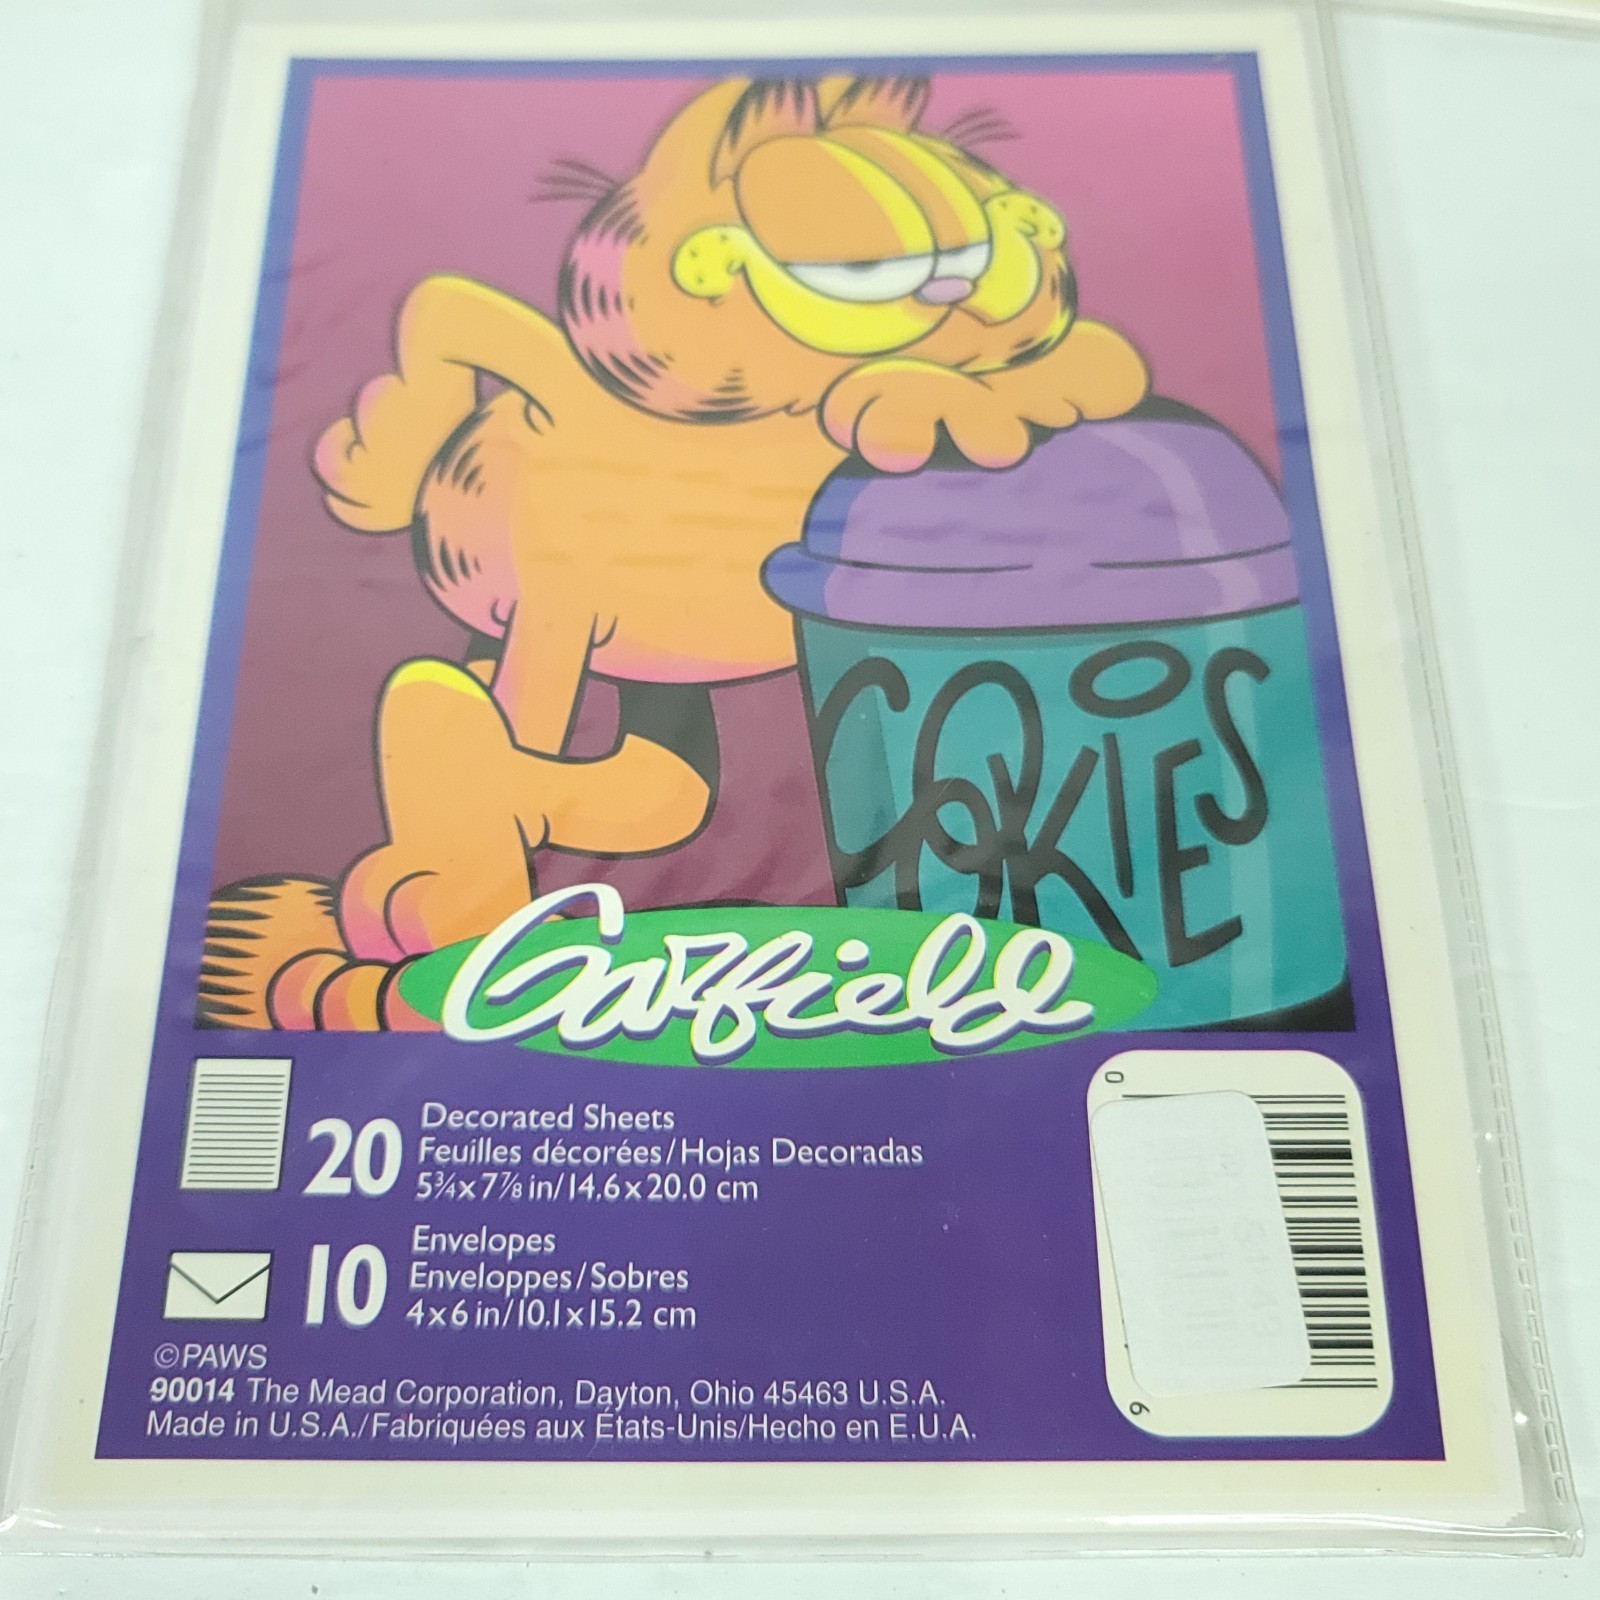 COOKIES
Garfield
20 Decorated Sheets
Feuilles décorées/Hojas Decoradas
5¾x7⅞ in/14.6x20.0 cm
10 Envelopes
Enveloppes/Sobres
4x6 in/10.1x15.2 cm
©PAWS
90014 The Mead Corporation, Dayton, Ohio 45463 U.S.A.
Made in U.S.A./Fabriquées aux États-Unis/Hecho en E.U.A.
0
6